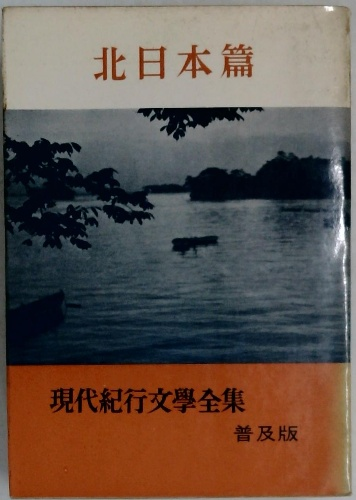 北日本篇
現代紀行文學全集
普及版